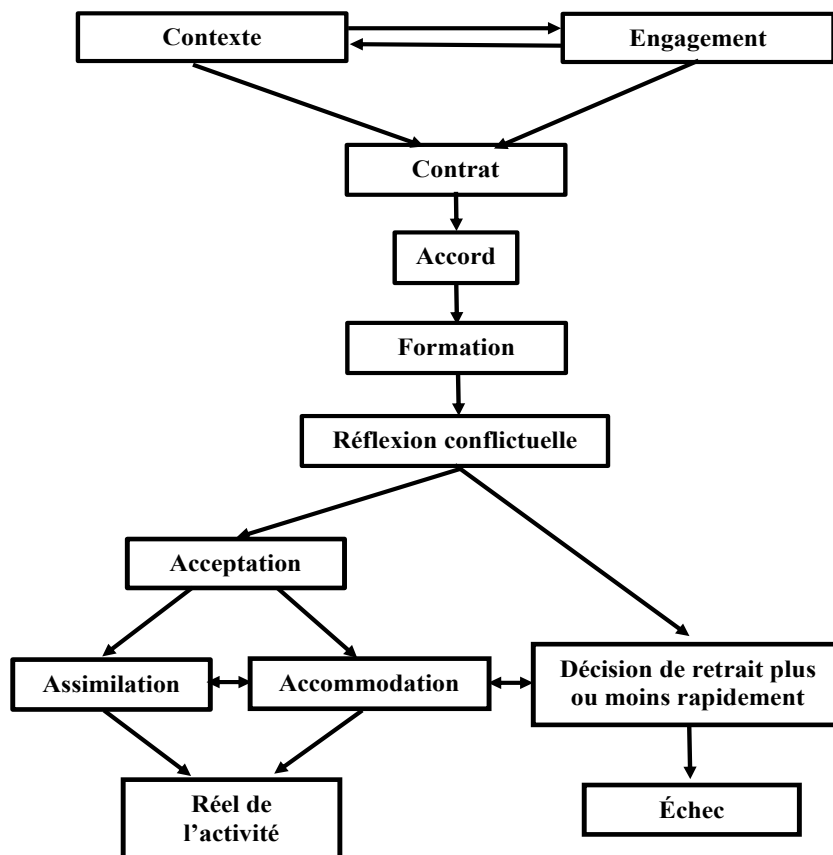 Contexte
Engagement
Contrat
Accord
Formation
Réflexion conflictuelle
Acceptation
Assimilation
Accommodation
Décision de retrait plus
ou moins rapidement
Réel de
l’activité
Échec